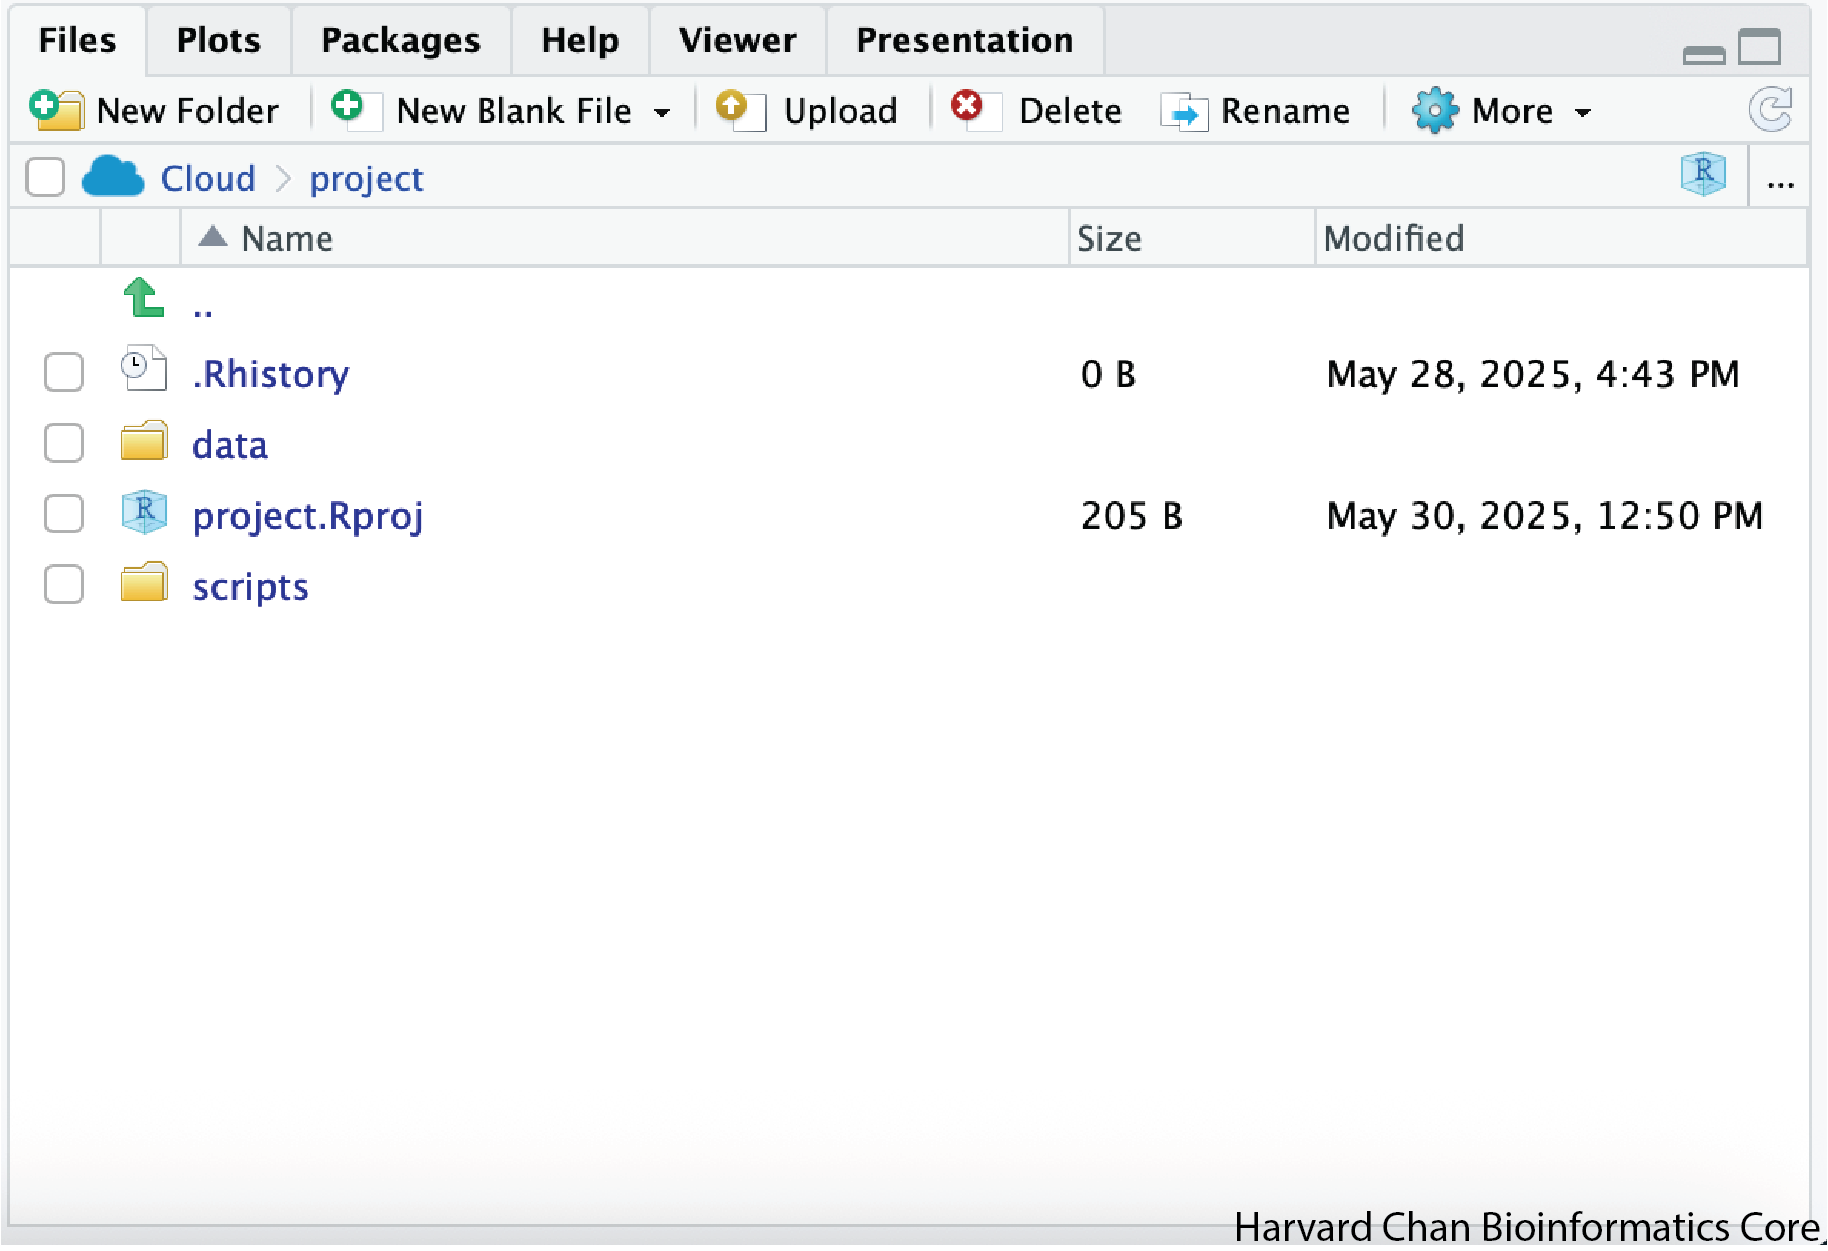 Files Plots Packages Help Viewer Presentation
New Folder New Blank File Upload Delete Rename More
Cloud project R ...
Name Size Modified
..
.Rhistory 0 B May 28, 2025, 4:43 PM
data
R project.Rproj 205 B May 30, 2025, 12:50 PM
scripts
Harvard Chan Bioinformatics Core